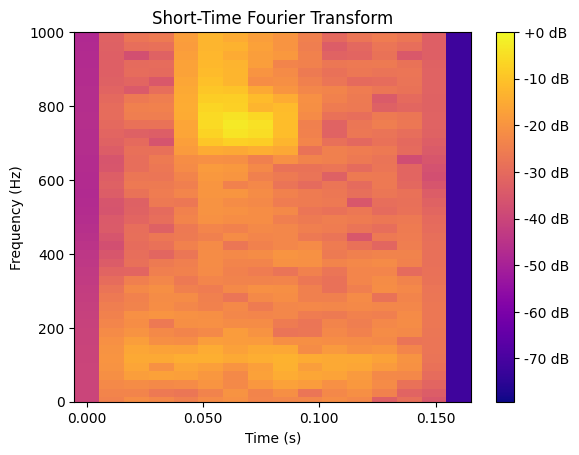 Short-Time Fourier Transform
1000
800
600
400
200
0
Frequency (Hz)
0.000
0.050
0.100
0.150
Time (s)
+0 dB
-10 dB
-20 dB
-30 dB
-40 dB
-50 dB
-60 dB
-70 dB